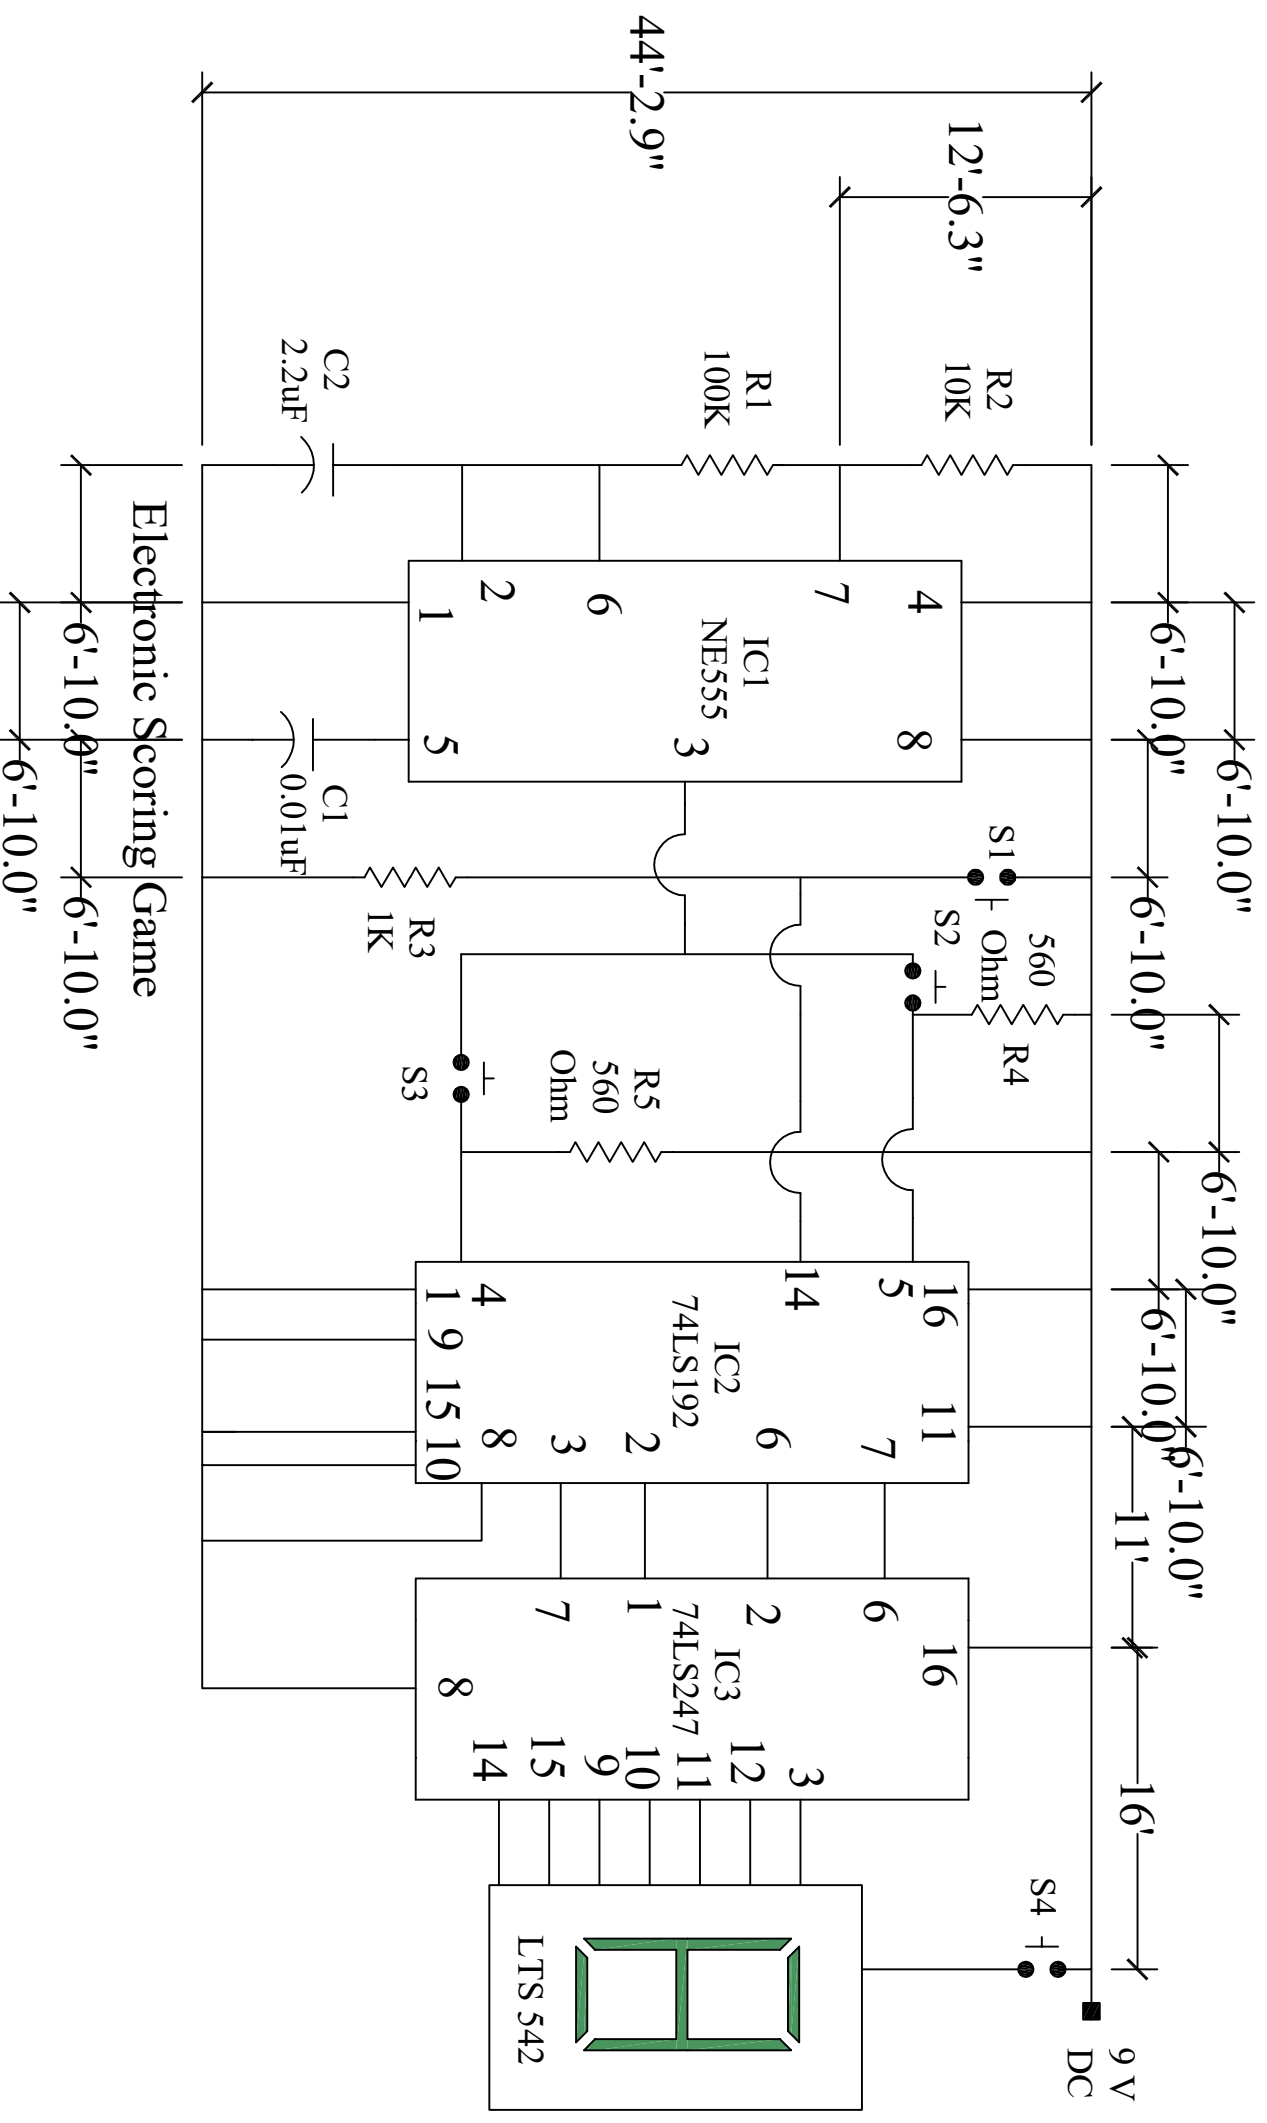 44'-2.9"
12'-6.3"
6'-10.0"
6'-10.0"
6'-10.0"
6'-10.0"
6'-10.0"
6'-10.0"
11'
16'
9 V
DC
R2
10K
R1
100K
C2
2.2uF
4
8
7
6
2
1
5
3
IC1
NE555
C1
0.01uF
S1
S2
560
Ohm
R4
R3
1K
S3
R5
560
Ohm
16
11
5
14
4
1
9
15
10
8
3
2
6
7
IC2
74LS192
16
6
2
1
7
8
IC3
74LS247
3
12
11
10
9
15
14
S4
LTS 542
6'-10.0"
6'-10.0"
6'-10.0"
Electronic Scoring Game